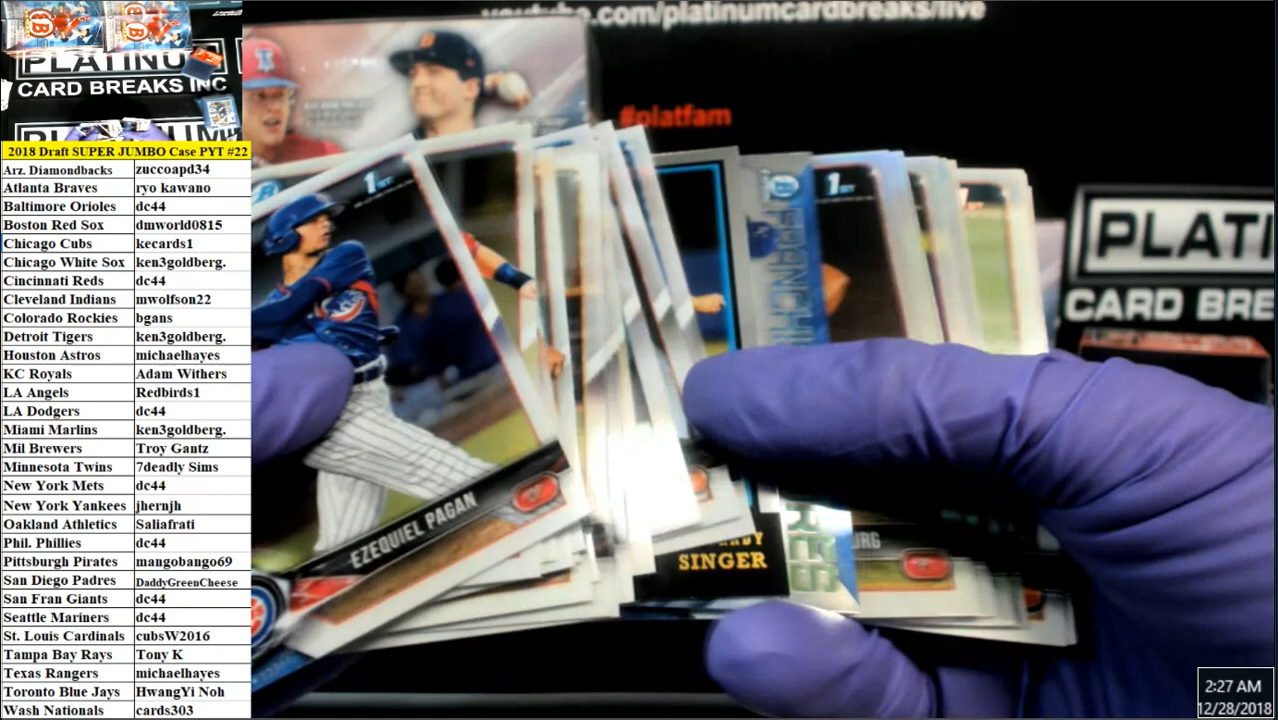 youtube.com/platinumcardbreaks/live
#platfam
PLATINUM
CARD BREAKS INC
2018 Draft SUPER JUMBO Case PYT #22
Arz. Diamondbacks zuccoapd34
Atlanta Braves ryo kawano
Baltimore Orioles dc44
Boston Red Sox dmworld0815
Chicago Cubs kecards1
Chicago White Sox ken3goldberg.
Cincinnati Reds dc44
Cleveland Indians mwolfson22
Colorado Rockies bgans
Detroit Tigers ken3goldberg.
Houston Astros michaelhayes
KC Royals Adam Withers
LA Angels Redbirds1
LA Dodgers dc44
Miami Marlins ken3goldberg.
Mil Brewers Troy Gantz
Minnesota Twins 7deadly Sims
New York Mets dc44
New York Yankees jhernjh
Oakland Athletics Saliafrati
Phil. Phillies dc44
Pittsburgh Pirates mangobango69
San Diego Padres DaddyGreenCheese
San Fran Giants dc44
Seattle Mariners dc44
St. Louis Cardinals cubsW2016
Tampa Bay Rays Tony K
Texas Rangers michaelhayes
Toronto Blue Jays HwangYi Noh
Wash Nationals cards303
1ST
EZEQUIEL PAGAN
SINGER
1ST
PLATI
CARD BRE
2:27 AM
12/28/2018